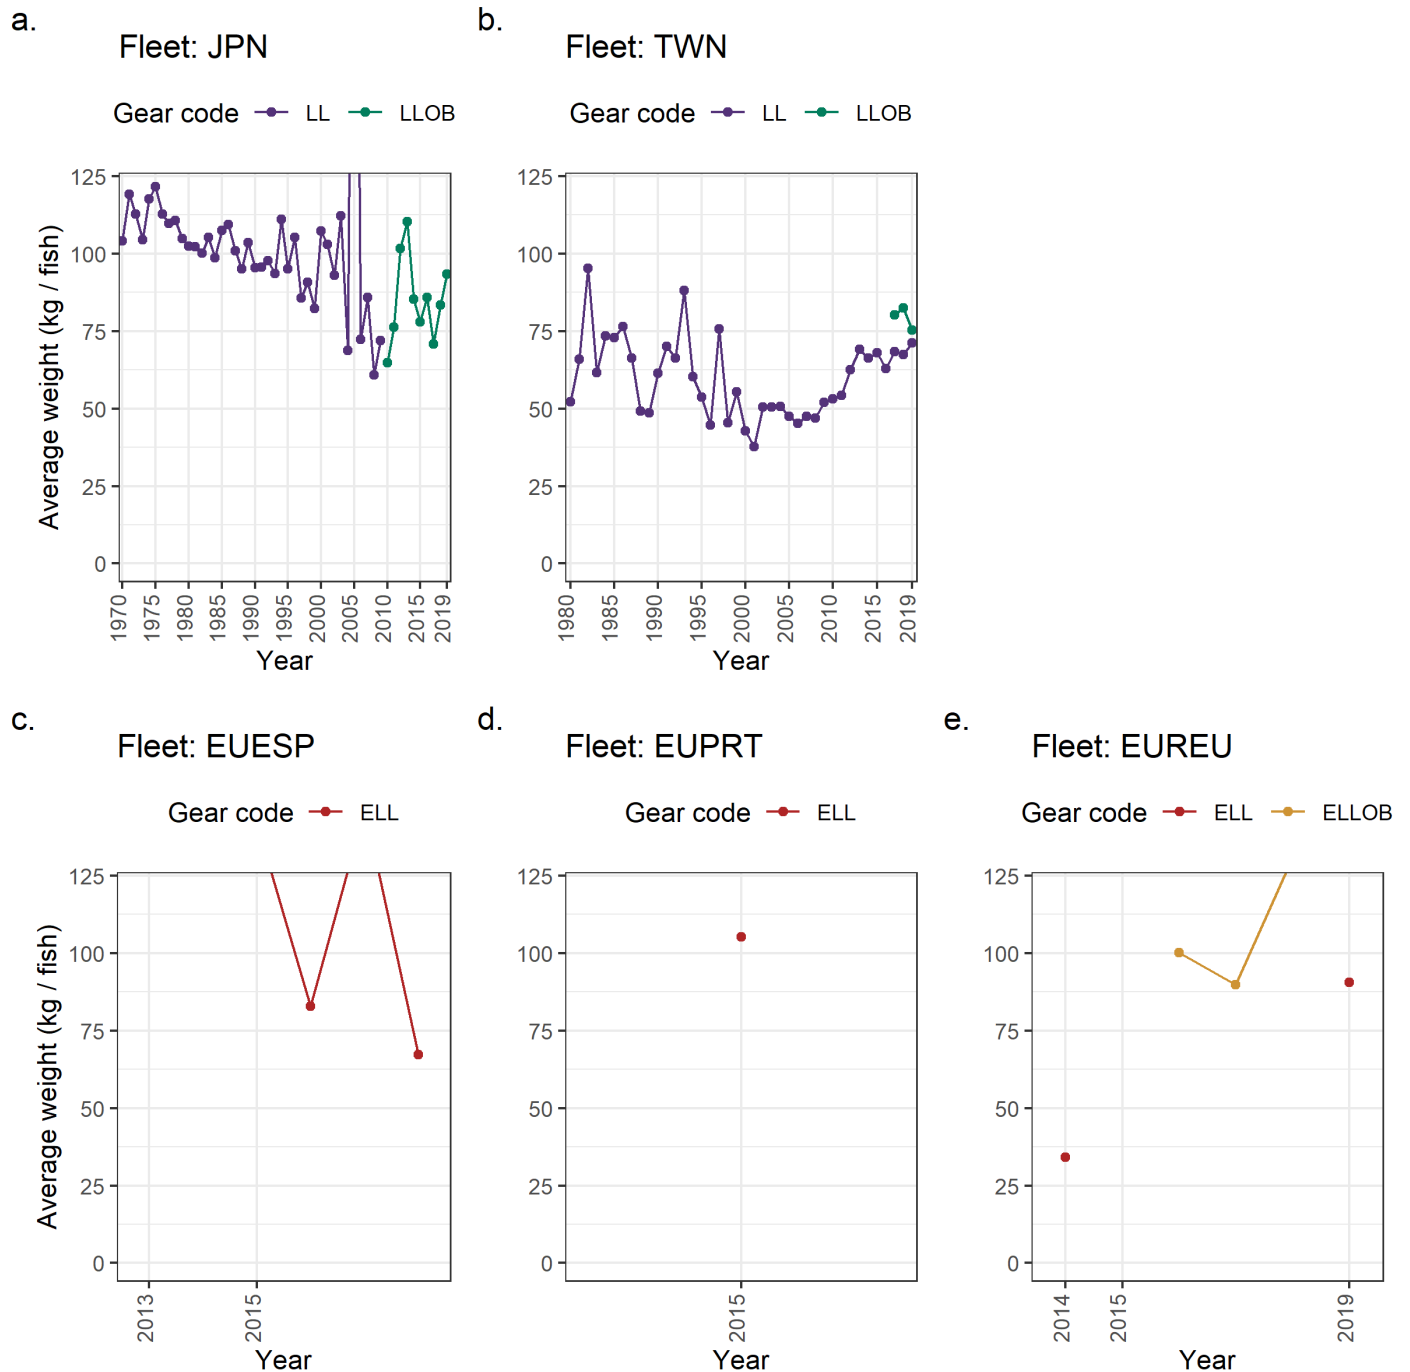 a.
Fleet: JPN
Gear code LL LLOB
125
100
75
50
25
0
Average weight (kg / fish)
1970 1975 1980 1985 1990 1995 2000 2005 2010 2015 2019
Year
b.
Fleet: TWN
Gear code LL LLOB
125
100
75
50
25
0
1980 1985 1990 1995 2000 2005 2010 2015 2019
Year
c.
Fleet: EUESP
Gear code ELL
125
100
75
50
25
0
Average weight (kg / fish)
2013 2015
Year
d.
Fleet: EUPRT
Gear code ELL
125
100
75
50
25
0
2015
Year
e.
Fleet: EUREU
Gear code ELL ELLOB
125
100
75
50
25
0
2014 2015 2019
Year